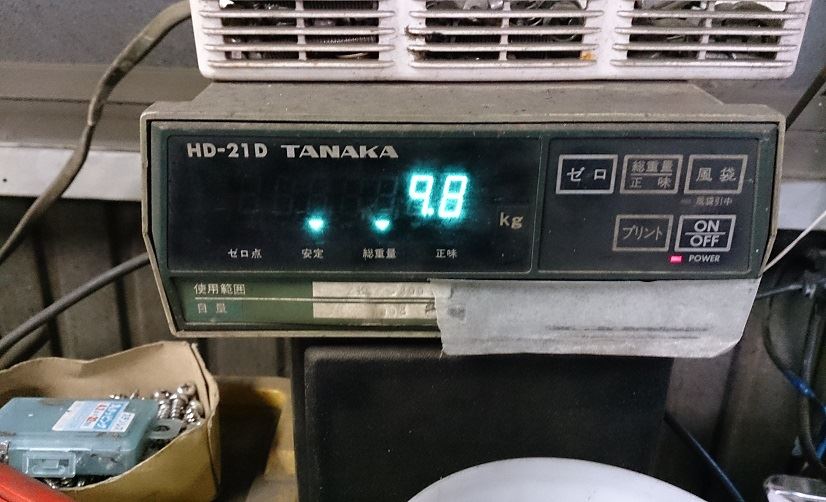 HD-21D TANAKA
9.8
kg
ゼロ点 安定 総重量 正味
使用範囲
自量
ゼロ 総重量 正味 風袋
風袋引中
プリント ON OFF
POWER